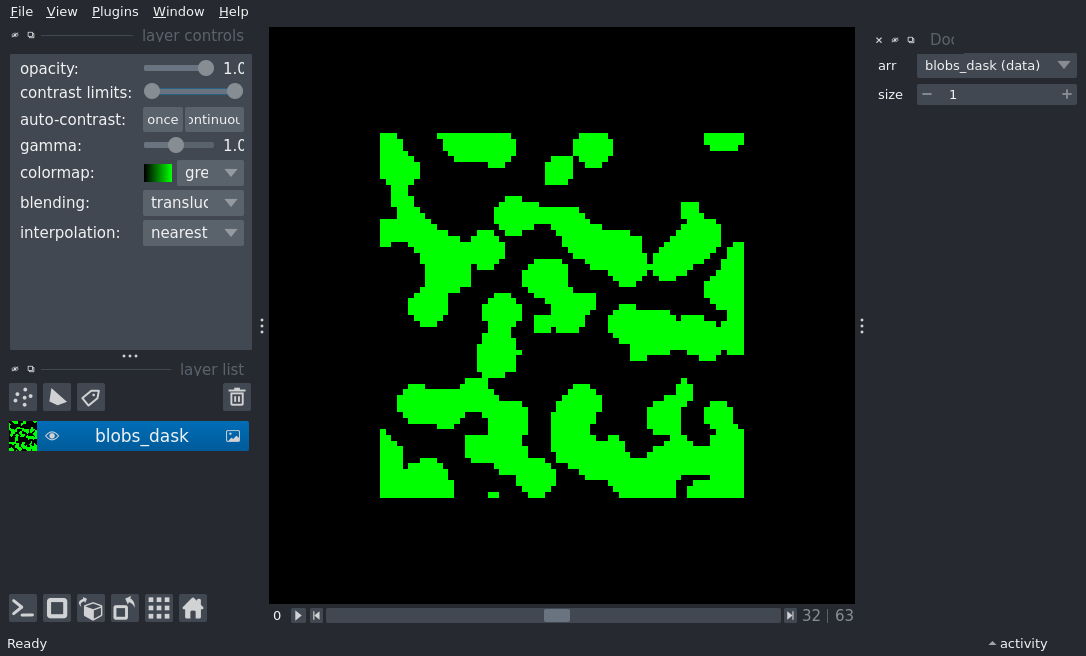 File View Plugins Window Help
layer controls
opacity: 1.0
contrast limits:
auto-contrast: once ontinuou
gamma: 1.0
colormap: gre
blending: transluc
interpolation: nearest
layer list
blobs_dask
0 32 | 63
Ready
Doc
arr blobs_dask (data)
size 1
activity